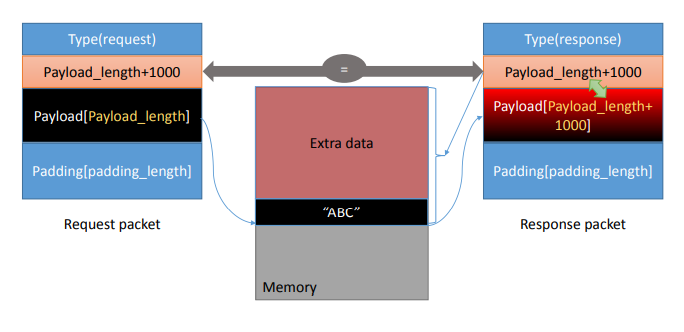 Type(request)
Payload_length+1000
Payload[Payload_length]
Padding[padding_length]
Request packet
=
Extra data
“ABC”
Memory
Type(response)
Payload_length+1000
Payload[Payload_length+
1000]
Padding[padding_length]
Response packet